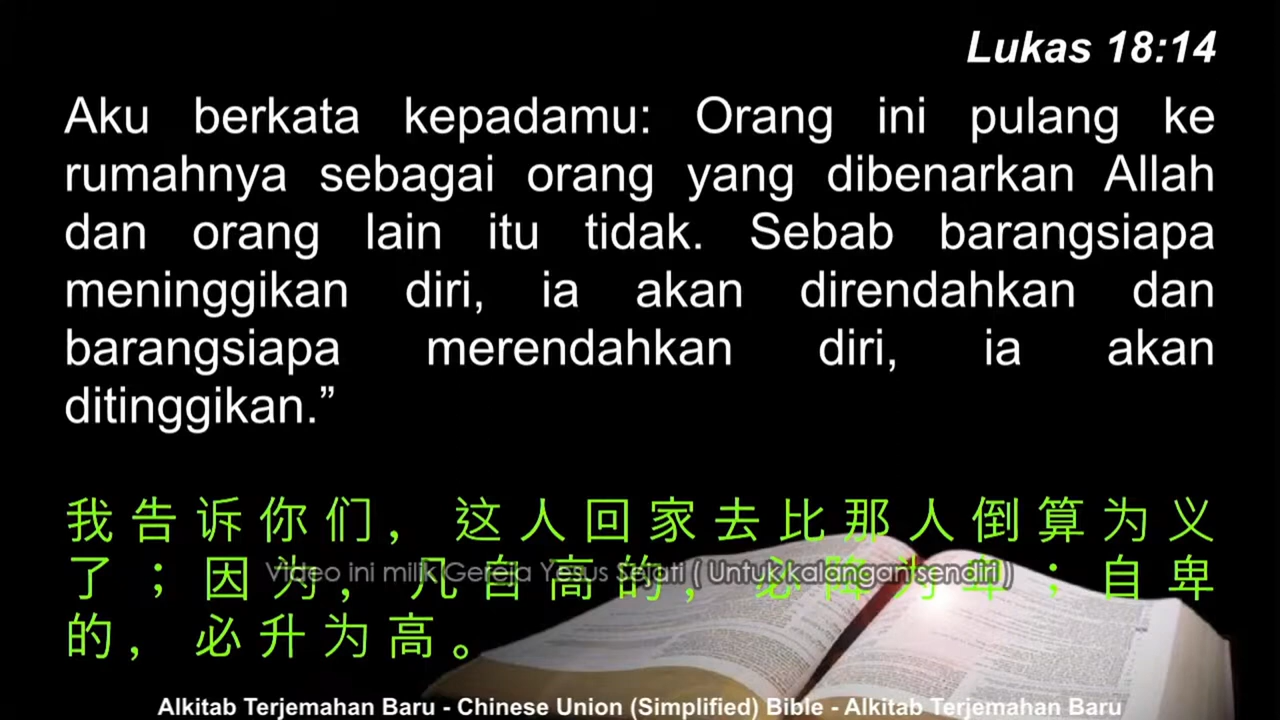 Lukas 18:14
Aku berkata kepadamu: Orang ini pulang ke
rumahnya sebagai orang yang dibenarkan Allah
dan orang lain itu tidak. Sebab barangsiapa
meninggikan diri, ia akan direndahkan dan
barangsiapa merendahkan diri, ia akan
ditinggikan.”
我告诉你们，这人回家去比那人倒算为义
了；因为，凡自高的，必降为卑；自卑
的，必升为高。
Video ini milik Gereja Yesus Sejati ( Untuk kalangan sendiri )
Alkitab Terjemahan Baru - Chinese Union (Simplified) Bible - Alkitab Terjemahan Baru